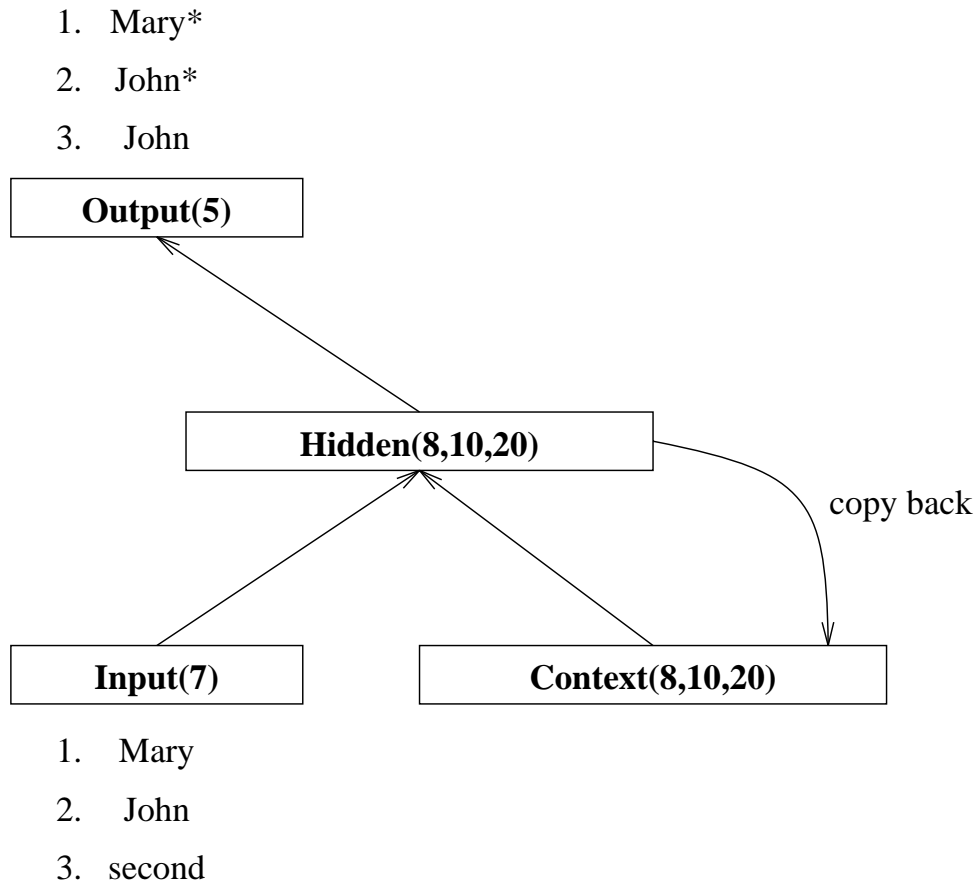 1. Mary*
2. John*
3. John
Output(5)
Hidden(8,10,20)
copy back
Input(7)
Context(8,10,20)
1. Mary
2. John
3. second